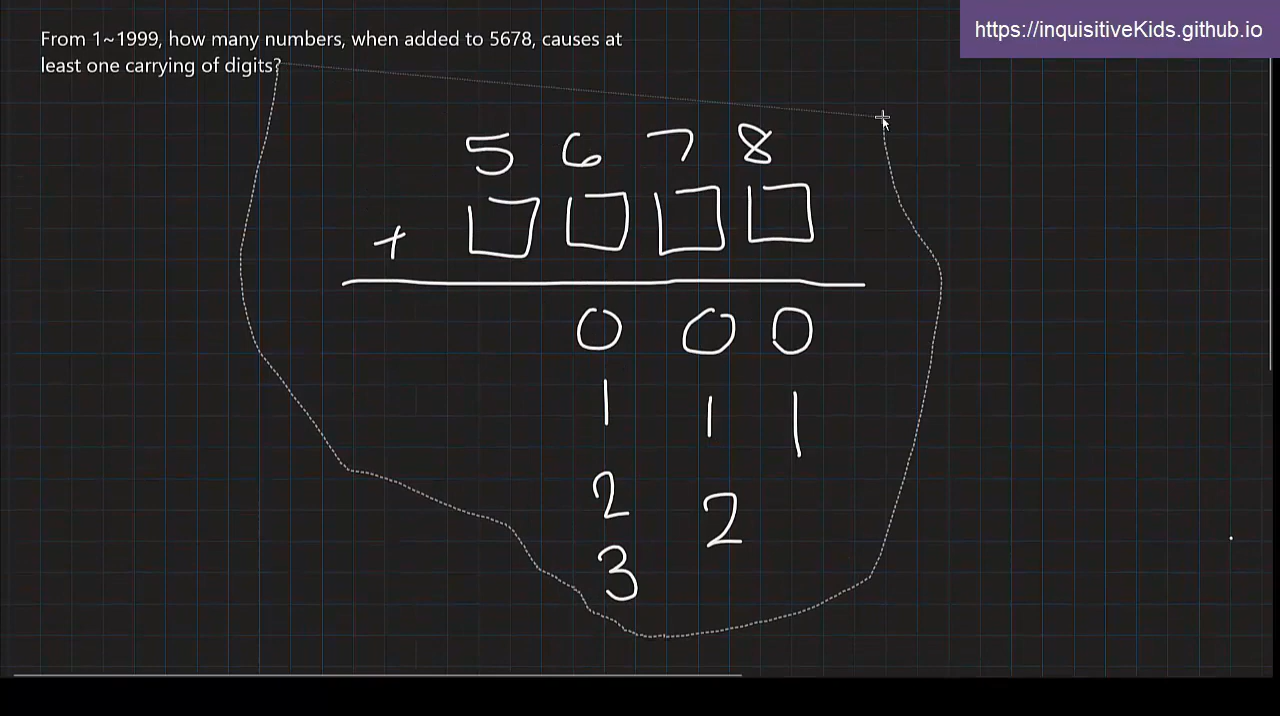 https://inquisitiveKids.github.io
From 1~1999, how many numbers, when added to 5678, causes at
least one carrying of digits?
5 6 7 8
+
0 0 0
1 1 1
2 2
3